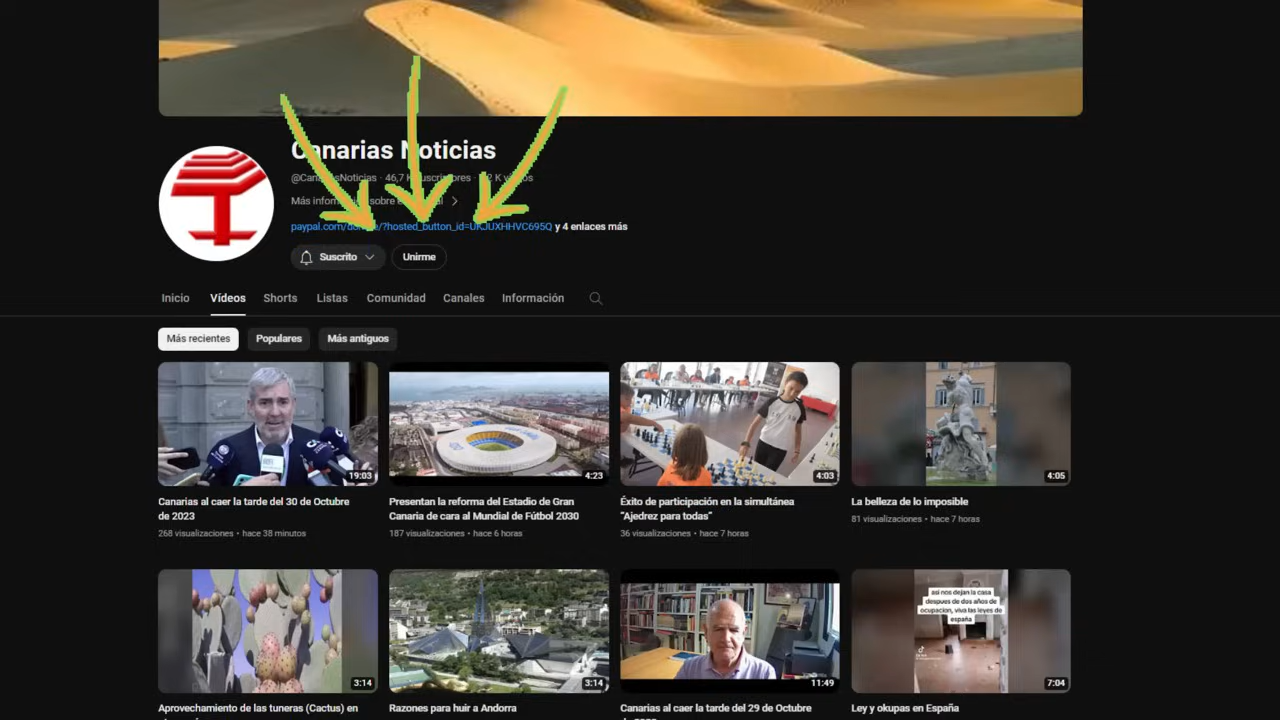 Canarias Noticias
@CanariasNoticias · 46,7 K suscriptores · K vídeos
Más información sobre el canal
paypal.com/donate/?hosted_button_id= y 4 enlaces más
Suscrito
Unirme
Inicio
Vídeos
Shorts
Listas
Comunidad
Canales
Información
Más recientes
Populares
Más antiguos
19:03
4:23
4:03
4:05
Canarias al caer la tarde del 30 de Octubre
de 2023
268 visualizaciones • hace 38 minutos
Presentan la reforma del Estadio de Gran
Canaria de cara al Mundial de Fútbol 2030
187 visualizaciones • hace 6 horas
Éxito de participación en la simultánea
"Ajedrez para todas"
36 visualizaciones • hace 7 horas
La belleza de lo imposible
81 visualizaciones • hace 7 horas
así nos dejan la casa
despues de dos años de
ocupacion, viva las leyes de
españa
3:14
3:14
11:49
7:04
Aprovechamiento de las tuneras (Cactus) en
Razones para huir a Andorra
Canarias al caer la tarde del 29 de Octubre
Ley y okupas en España